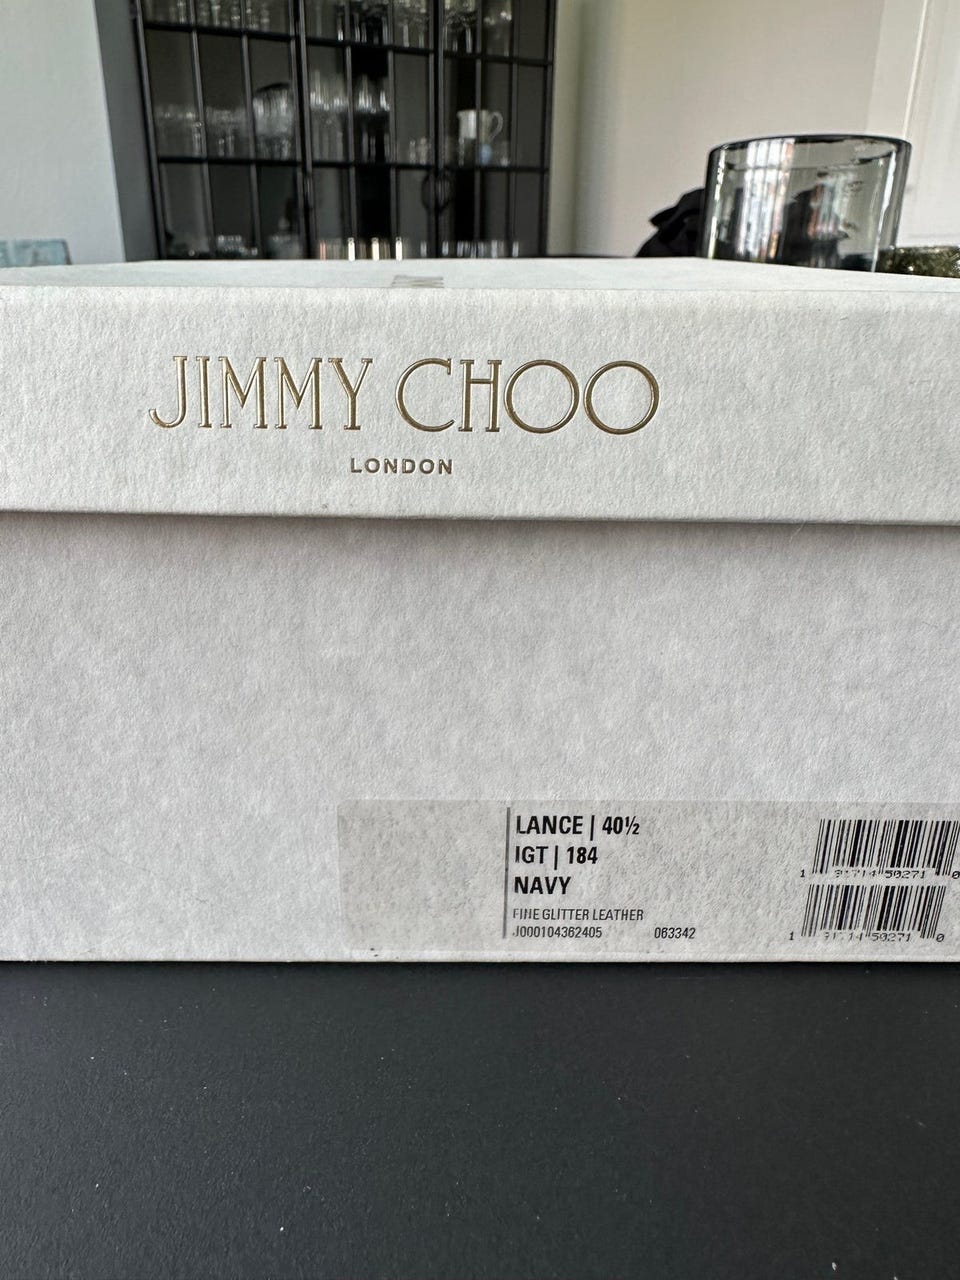 JIMMY CHOO
LONDON
LANCE | 40½
IGT | 184
NAVY
FINE GLITTER LEATHER
J000104362405 063342